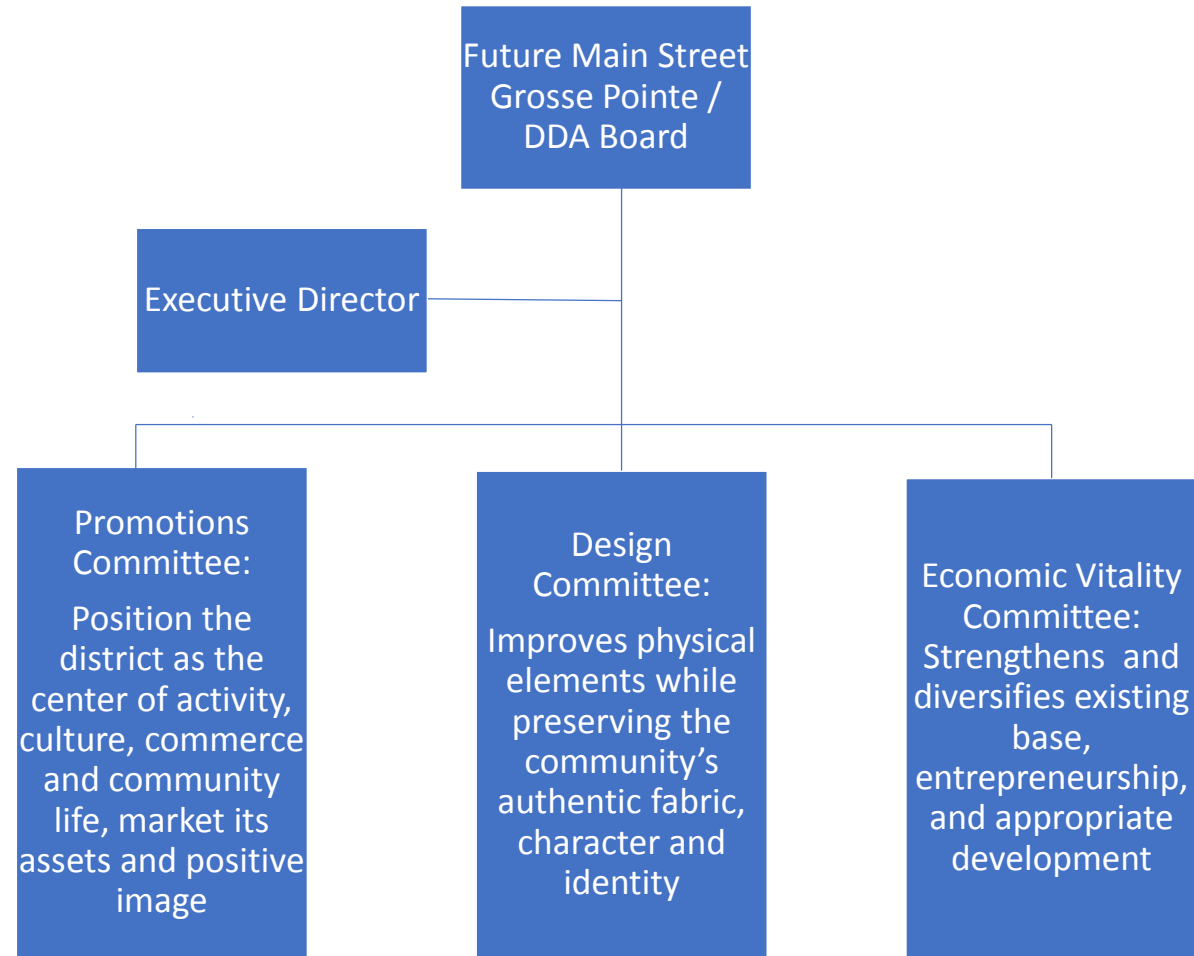 Future Main Street
Grosse Pointe /
DDA Board
Executive Director
Promotions
Committee:
Position the
district as the
center of activity,
culture, commerce
and community
life, market its
assets and positive
image
Design
Committee:
Improves physical
elements while
preserving the
community’s
authentic fabric,
character and
identity
Economic Vitality
Committee:
Strengthens  and
diversifies existing
base,
entrepreneurship,
and appropriate
development